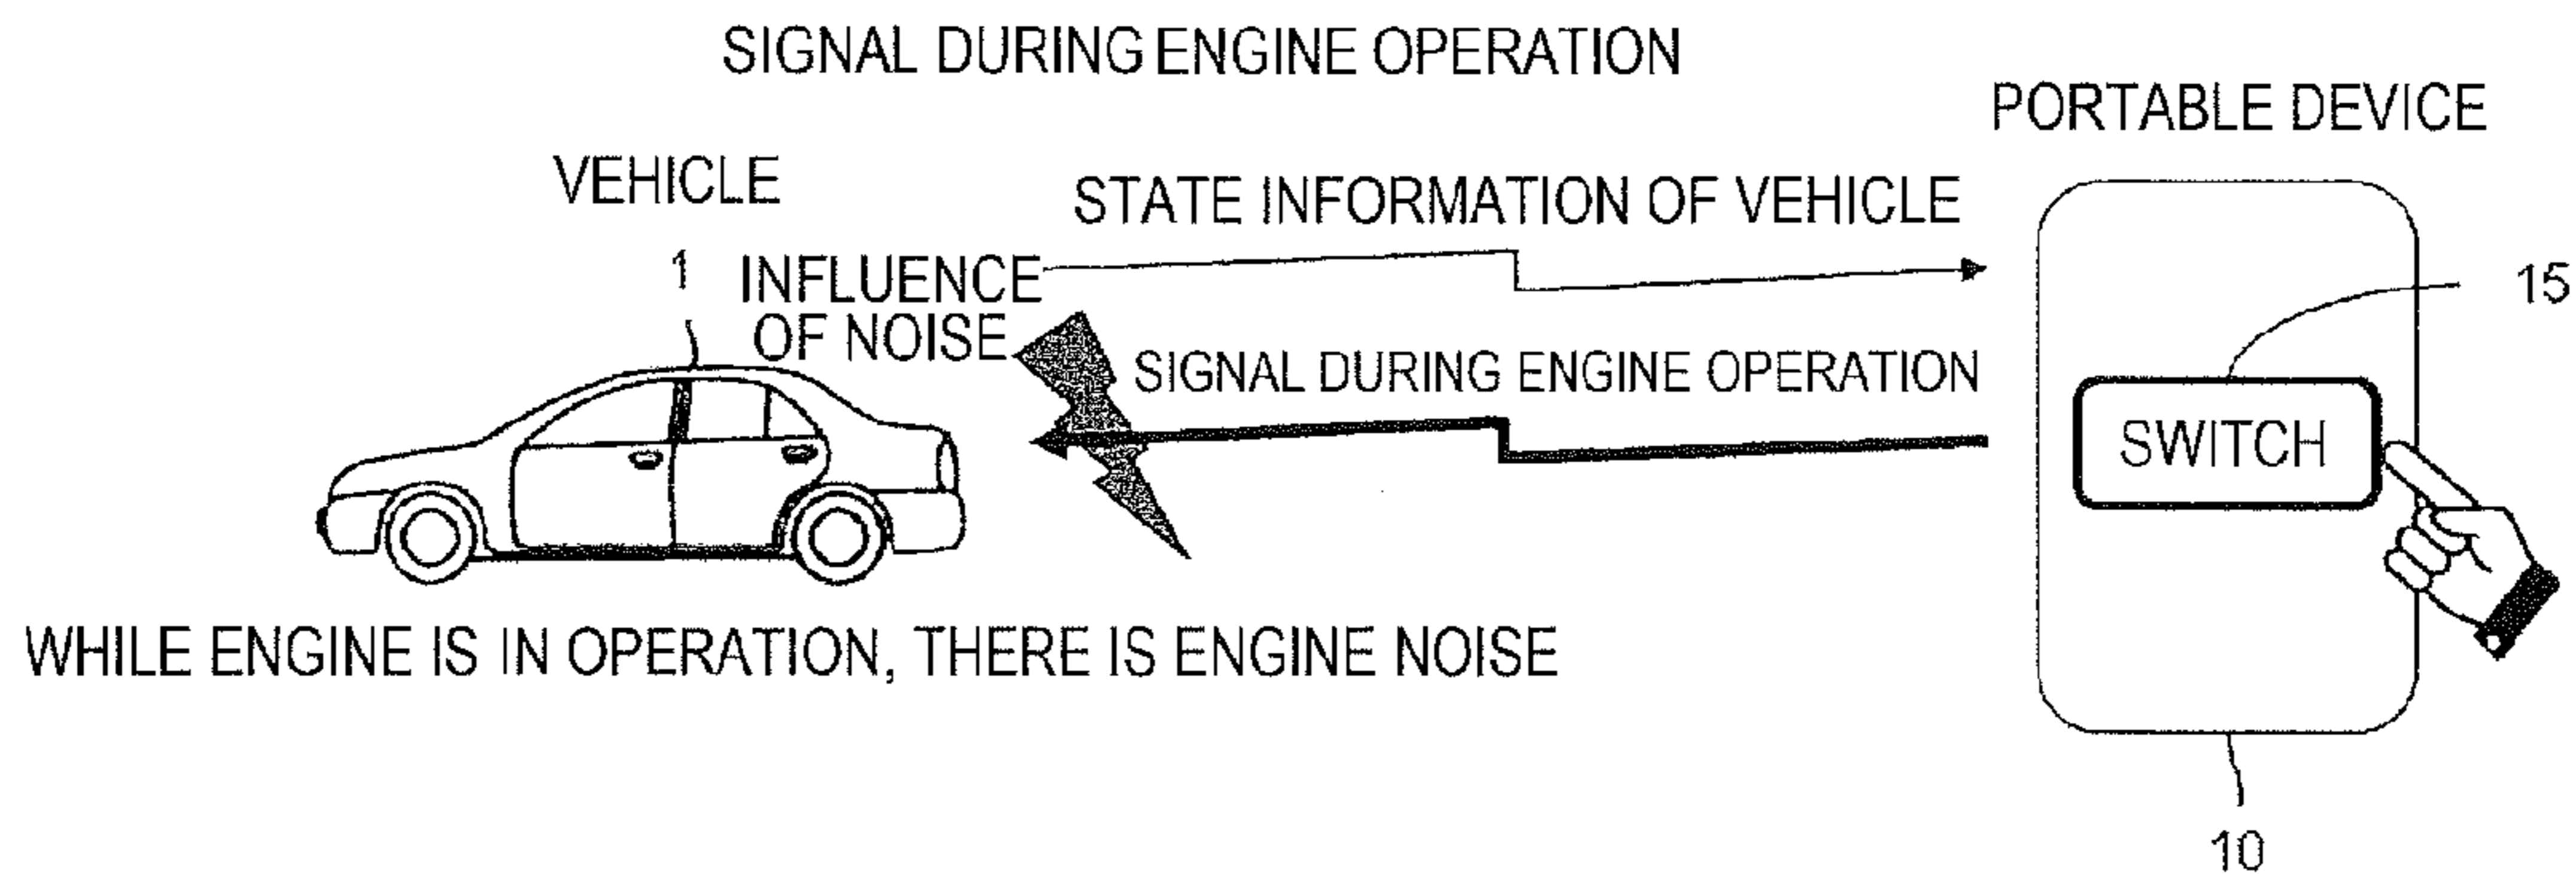 SIGNAL DURING ENGINE OPERATION
PORTABLE DEVICE
VEHICLE
STATE INFORMATION OF VEHICLE
1
INFLUENCE
OF NOISE
15
SIGNAL DURING ENGINE OPERATION
SWITCH
WHILE ENGINE IS IN OPERATION, THERE IS ENGINE NOISE
10